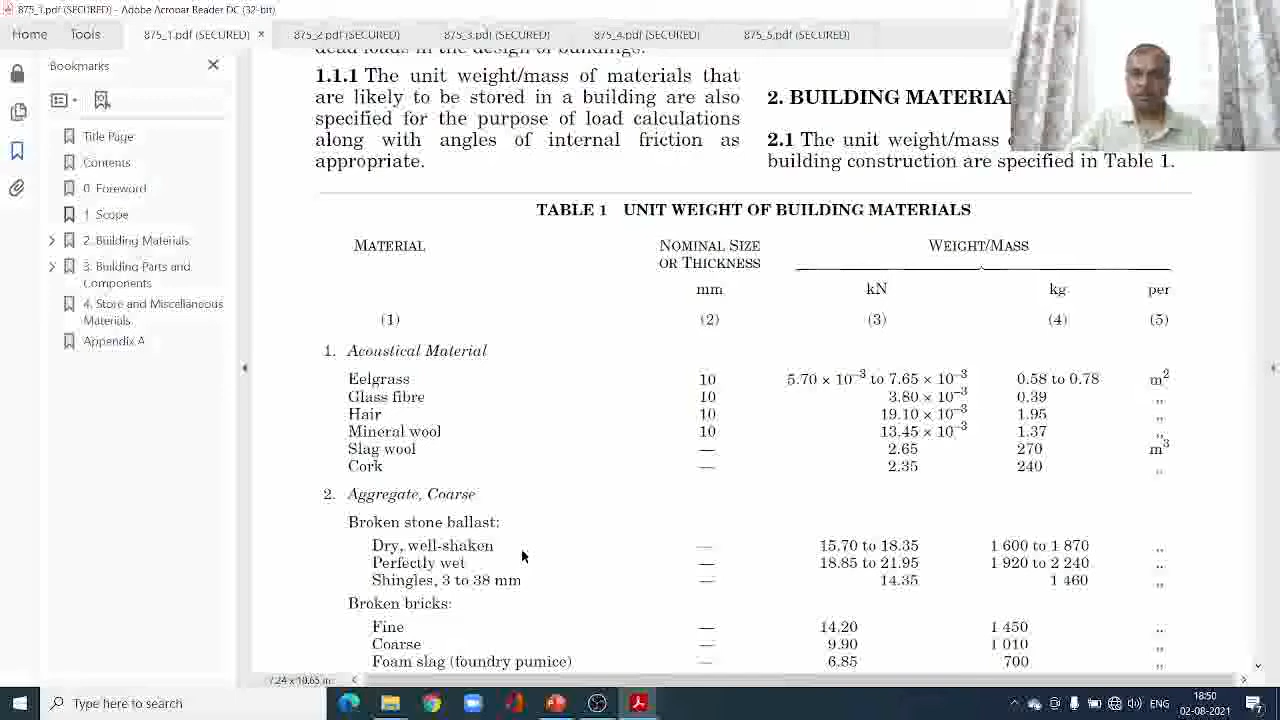 875_1.pdf (SECURED) - Adobe Acrobat Reader DC (32-bit)
Home Tools 875_1.pdf (SECURED) × 875_2.pdf (SECURED) 875_3.pdf (SECURED) 875_4.pdf (SECURED) 875_5.pdf (SECURED)
Bookmarks
Title Page
Contents
0. Foreword
1. Scope
2. Building Materials
3. Building Parts and
Components
4. Store and Miscellaneous
Materials
Appendix A
dead loads in the design of buildings.
1.1.1 The unit weight/mass of materials that
are likely to be stored in a building are also
specified for the purpose of load calculations
along with angles of internal friction as
appropriate.
2. BUILDING
2.1 The unit weight/mass
building construction are specified in Table 1.
TABLE 1 UNIT WEIGHT OF BUILDING MATERIALS
MATERIAL NOMINAL SIZE WEIGHT/MASS
OR THICKNESS
mm kN kg per
(1) (2) (3) (4) (5)
1. Acoustical Material
Eelgrass 10 5.70 × 10⁻³ to 7.65 × 10⁻³ 0.58 to 0.78 m²
Glass fibre 10 3.80 × 10⁻³ 0.39 ,,
Hair 10 19.10 × 10⁻³ 1.95 ,,
Mineral wool 10 13.45 × 10⁻³ 1.37 ,,
Slag wool — 2.65 270 m³
Cork — 2.35 240 ,,
2. Aggregate, Coarse
Broken stone ballast:
Dry, well-shaken — 15.70 to 18.35 1 600 to 1 870 ,,
Perfectly wet — 18.85 to 21.95 1 920 to 2 240 ,,
Shingles, 3 to 38 mm — 14.35 1 460 ,,
Broken bricks:
Fine — 14.20 1 450 ,,
Coarse — 9.90 1 010 ,,
Foam slag (foundry pumice) — 6.85 700 ,,
7.24 x 10.65 in
Type here to search
ENG
18:50
02-08-2021